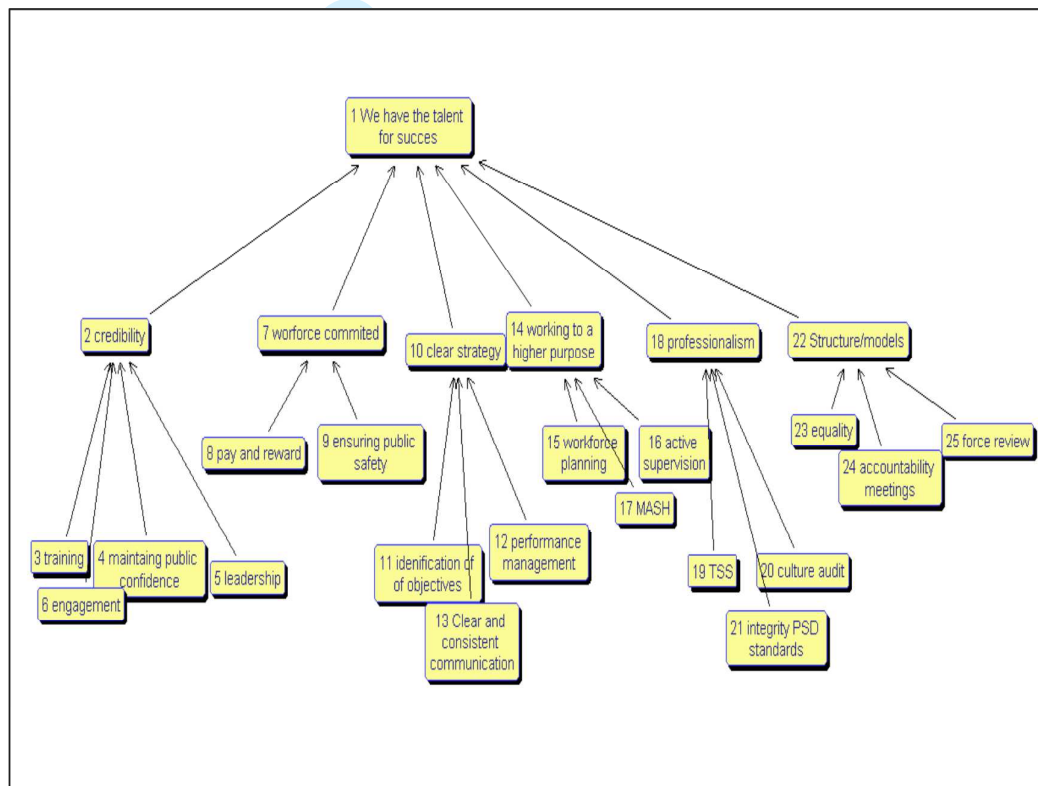 1 We have the talent
for succes
2 credibility
7 worforce commited
10 clear strategy
14 working to a
higher purpose
18 professionalism
22 Structure/models
8 pay and reward
9 ensuring public
safety
15 workforce
planning
16 active
supervision
17 MASH
23 equality
24 accountability
meetings
25 force review
3 training
4 maintaing public
confidence
5 leadership
6 engagement
11 idenification of
of objectives
12 performance
management
13 Clear and
consistent
communication
19 TSS
20 culture audit
21 integrity PSD
standards